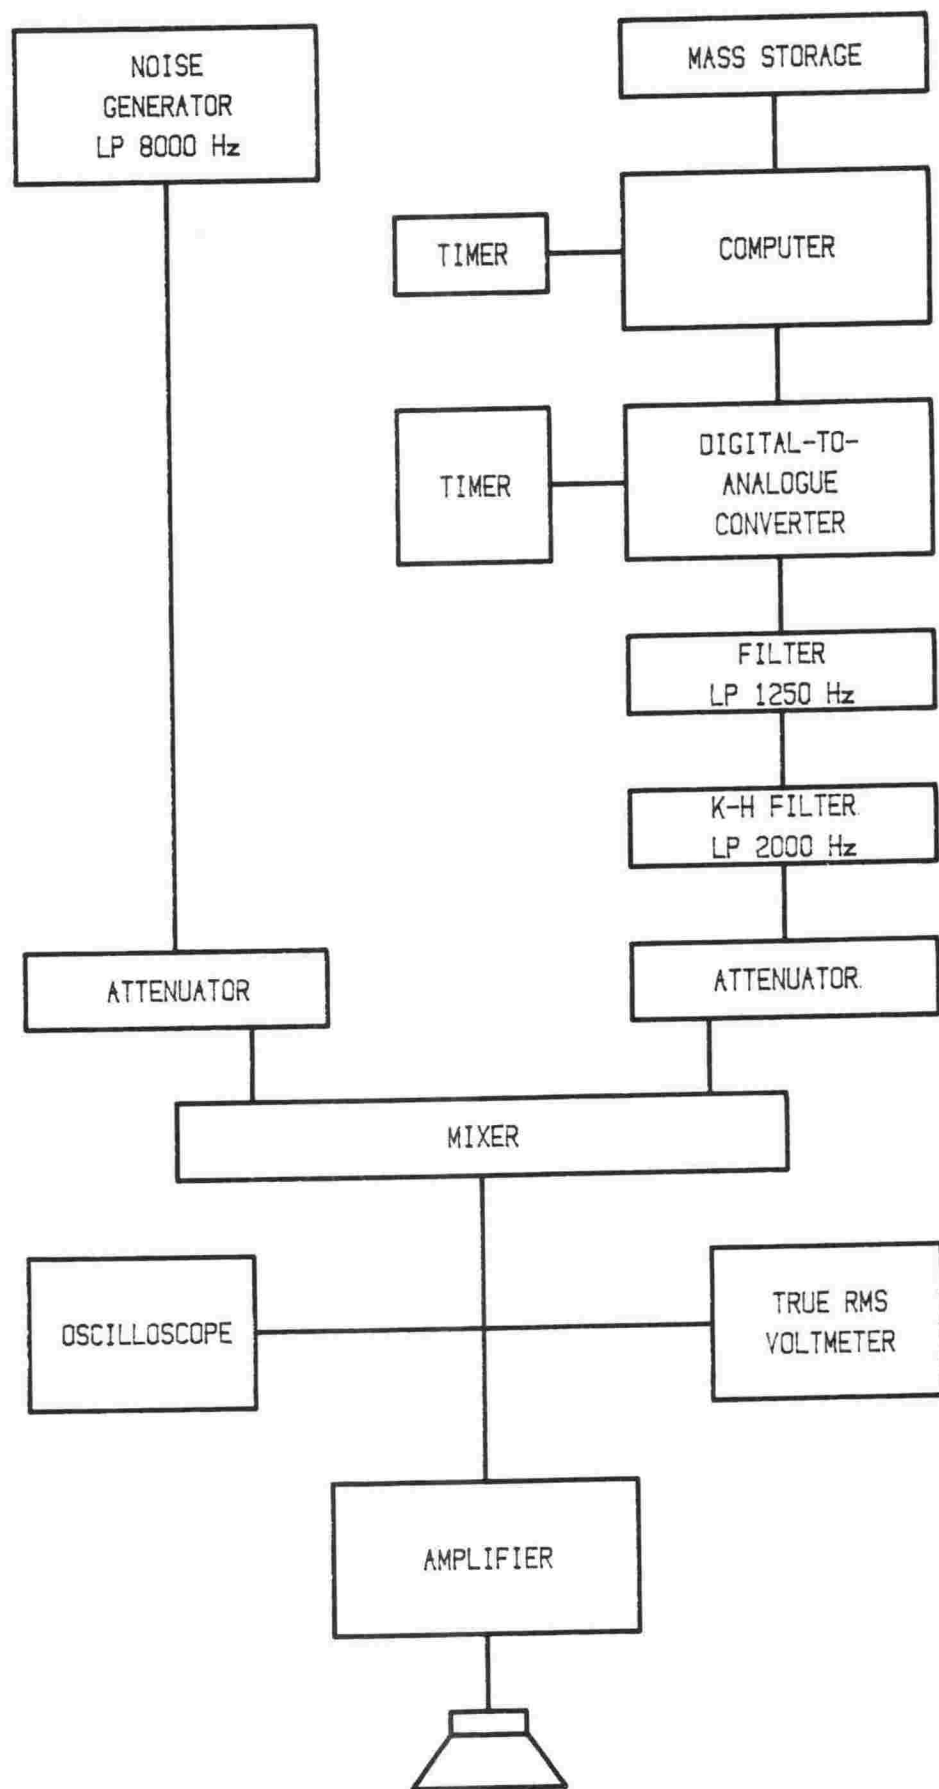 NOISE
GENERATOR
LP 8000 Hz
MASS STORAGE
COMPUTER
TIMER
DIGITAL-TO-
ANALOGUE
CONVERTER
TIMER
FILTER
LP 1250 Hz
K-H FILTER
LP 2000 Hz
ATTENUATOR
ATTENUATOR
MIXER
OSCILLOSCOPE
TRUE RMS
VOLTMETER
AMPLIFIER